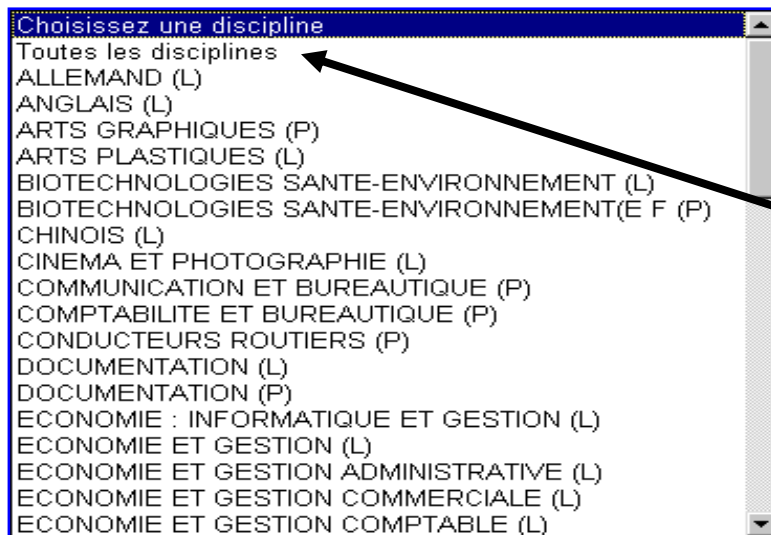 Choisissez une discipline
Toutes les disciplines
ALLEMAND (L)
ANGLAIS (L)
ARTS GRAPHIQUES (P)
ARTS PLASTIQUES (L)
BIOTECHNOLOGIES SANTE-ENVIRONNEMENT (L)
BIOTECHNOLOGIES SANTE-ENVIRONNEMENT(E F (P)
CHINOIS (L)
CINEMA ET PHOTOGRAPHIE (L)
COMMUNICATION ET BUREAUTIQUE (P)
COMPTABILITE ET BUREAUTIQUE (P)
CONDUCTEURS ROUTIERS (P)
DOCUMENTATION (L)
DOCUMENTATION (P)
ECONOMIE : INFORMATIQUE ET GESTION (L)
ECONOMIE ET GESTION (L)
ECONOMIE ET GESTION ADMINISTRATIVE (L)
ECONOMIE ET GESTION COMMERCIALE (L)
ECONOMIE ET GESTION COMPTABLE (L)